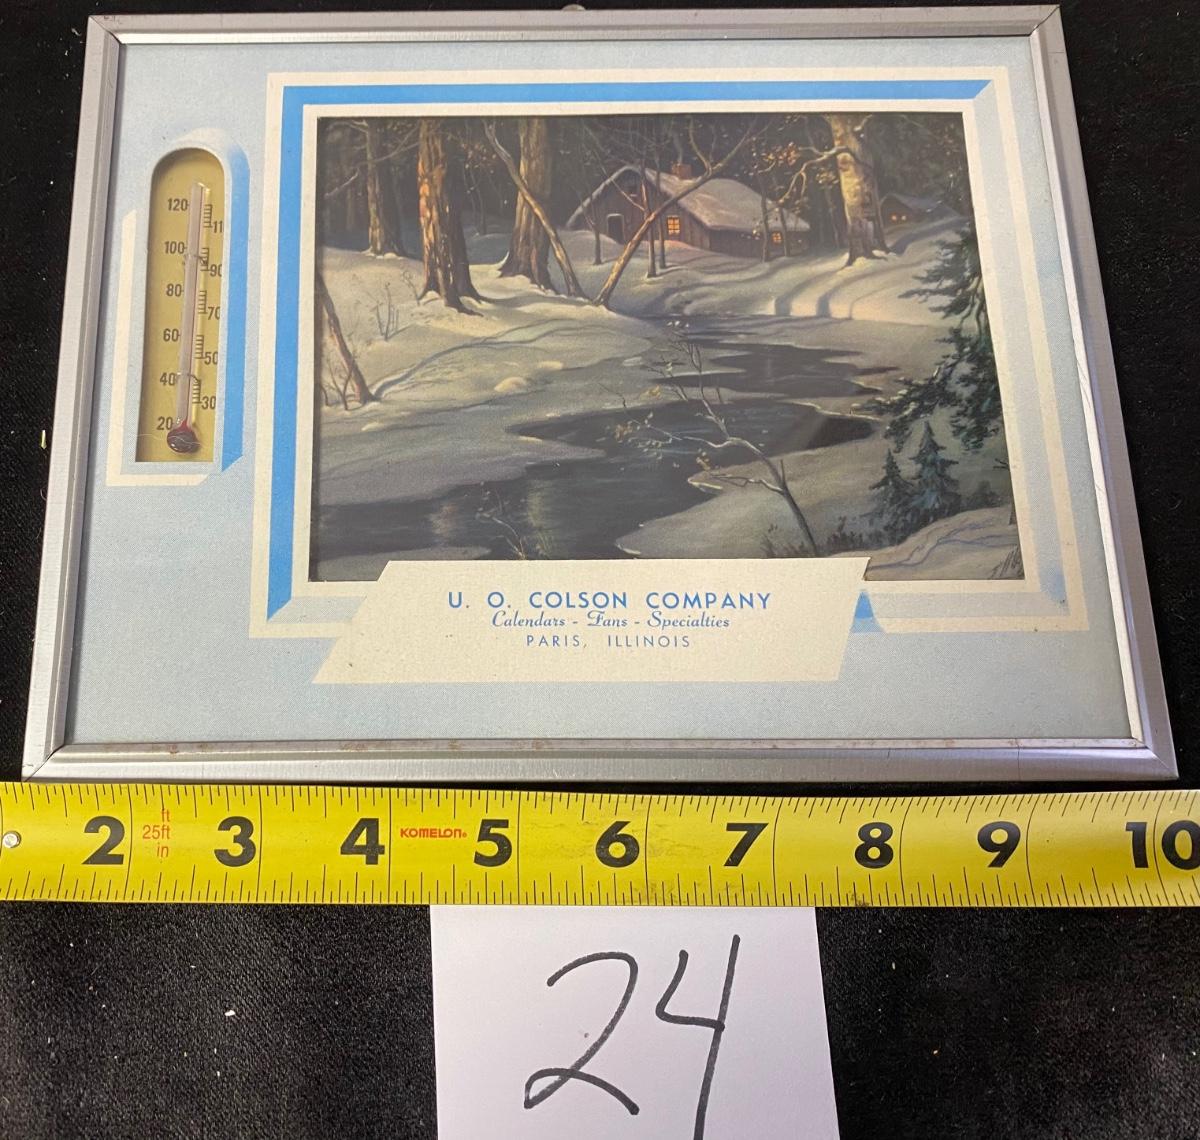 120
100
80
60
40
20
11
90
70
50
30
U. O. COLSON COMPANY
Calendars - Fans - Specialties
PARIS, ILLINOIS
ft
25ft
in
2 3 4 KOMELON® 5 6 7 8 9 10
24